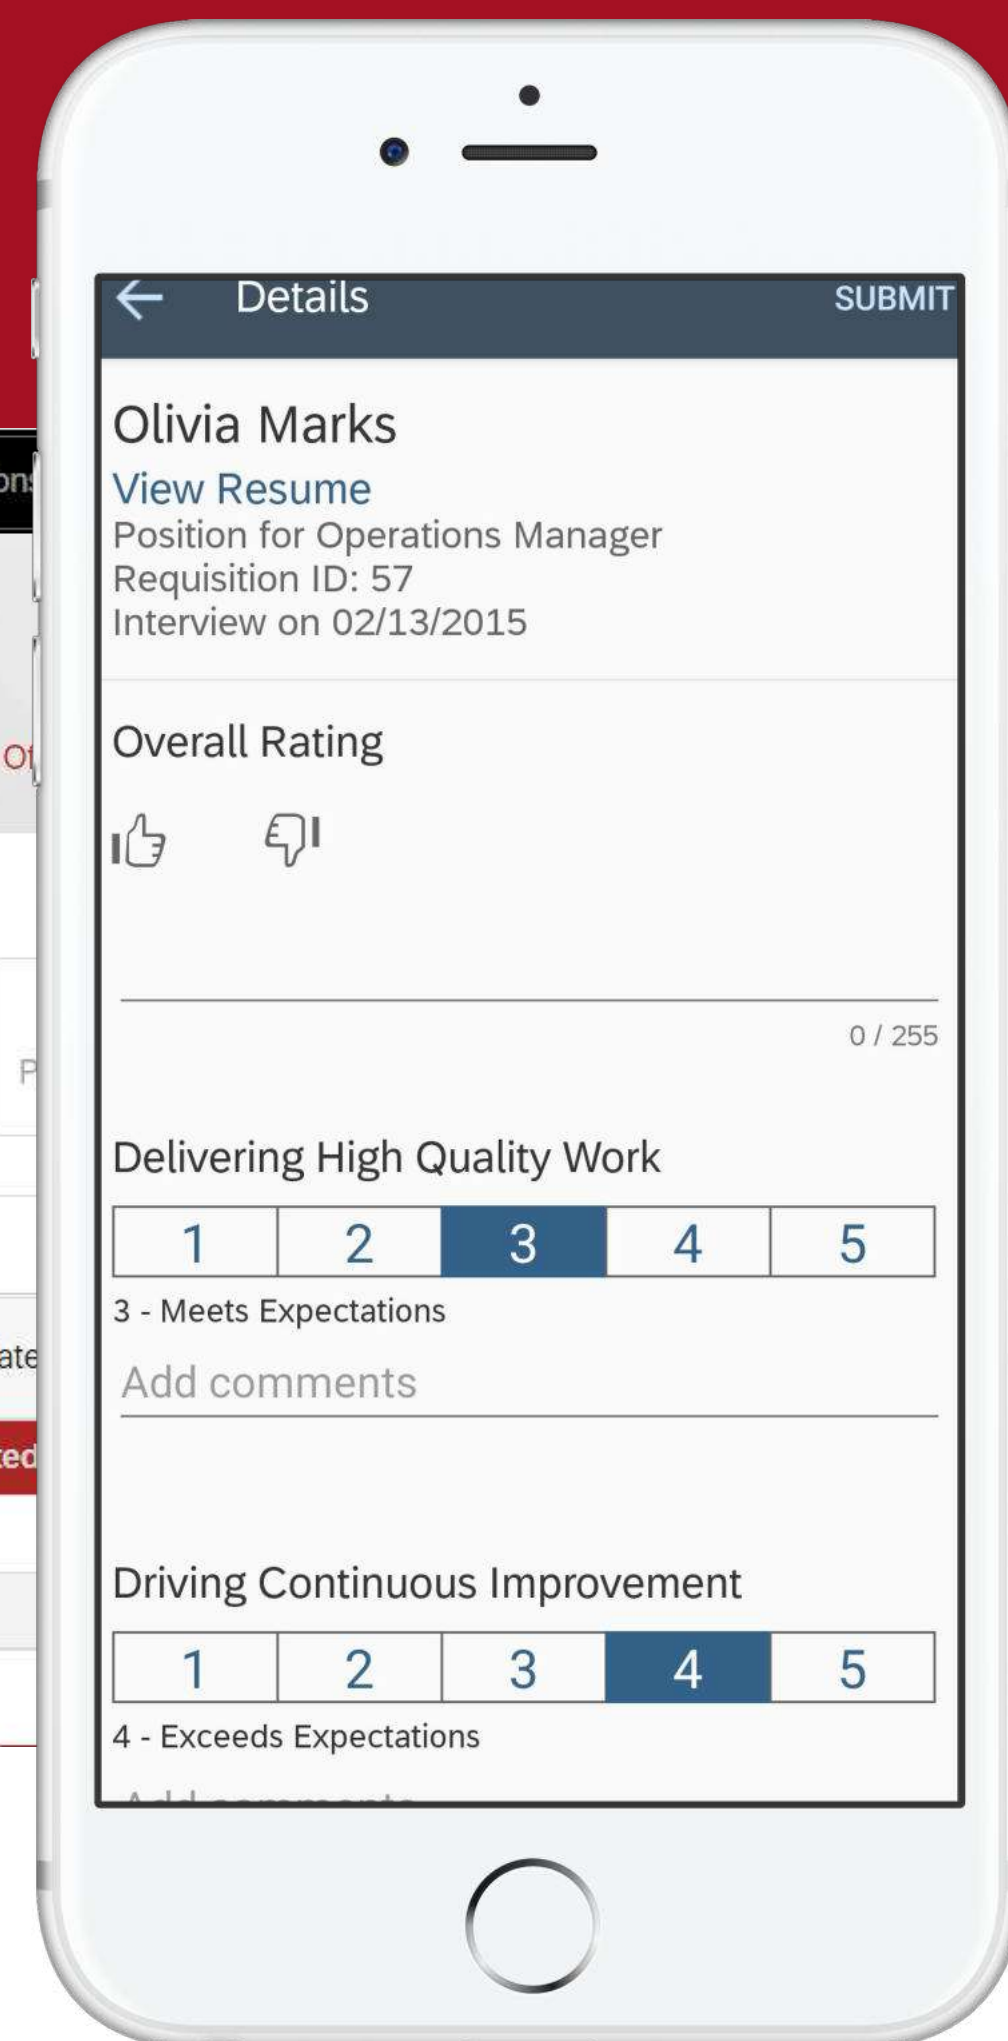 Details
SUBMIT
Olivia Marks
View Resume
Position for Operations Manager
Requisition ID: 57
Interview on 02/13/2015
Overall Rating
0 / 255
Delivering High Quality Work
1 2 3 4 5
3 - Meets Expectations
Add comments
Driving Continuous Improvement
1 2 3 4 5
4 - Exceeds Expectations
Add comments